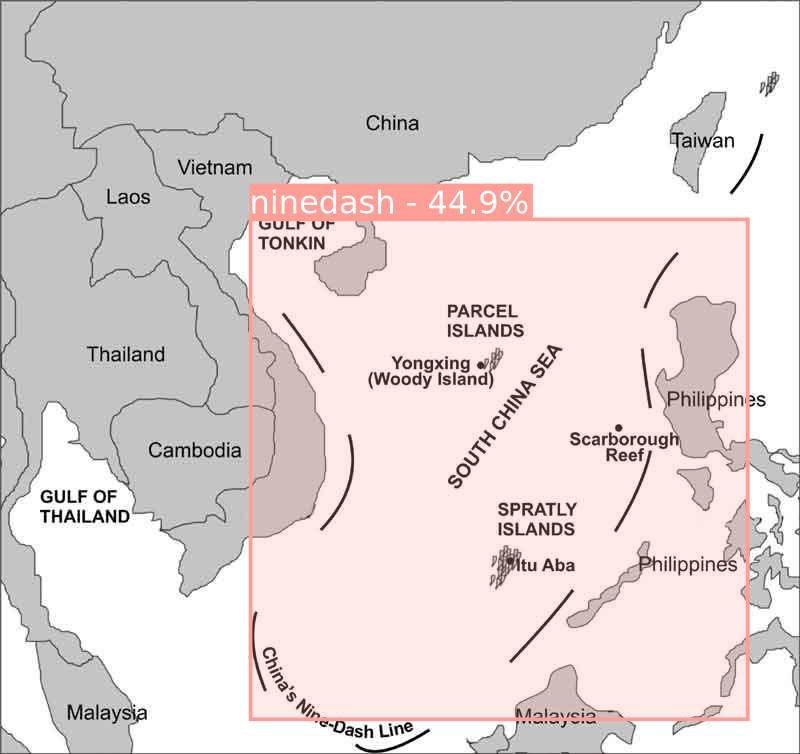 China
Taiwan
Vietnam
Laos
ninedash - 44.9%
GULF OF
TONKIN
PARCEL
ISLANDS
Thailand
Yongxing
(Woody Island)
SOUTH CHINA SEA
Philippines
Scarborough
Reef
Cambodia
GULF OF
THAILAND
SPRATLY
ISLANDS
Itu Aba
Philippines
China's Nine-Dash Line
Malaysia
Malaysia